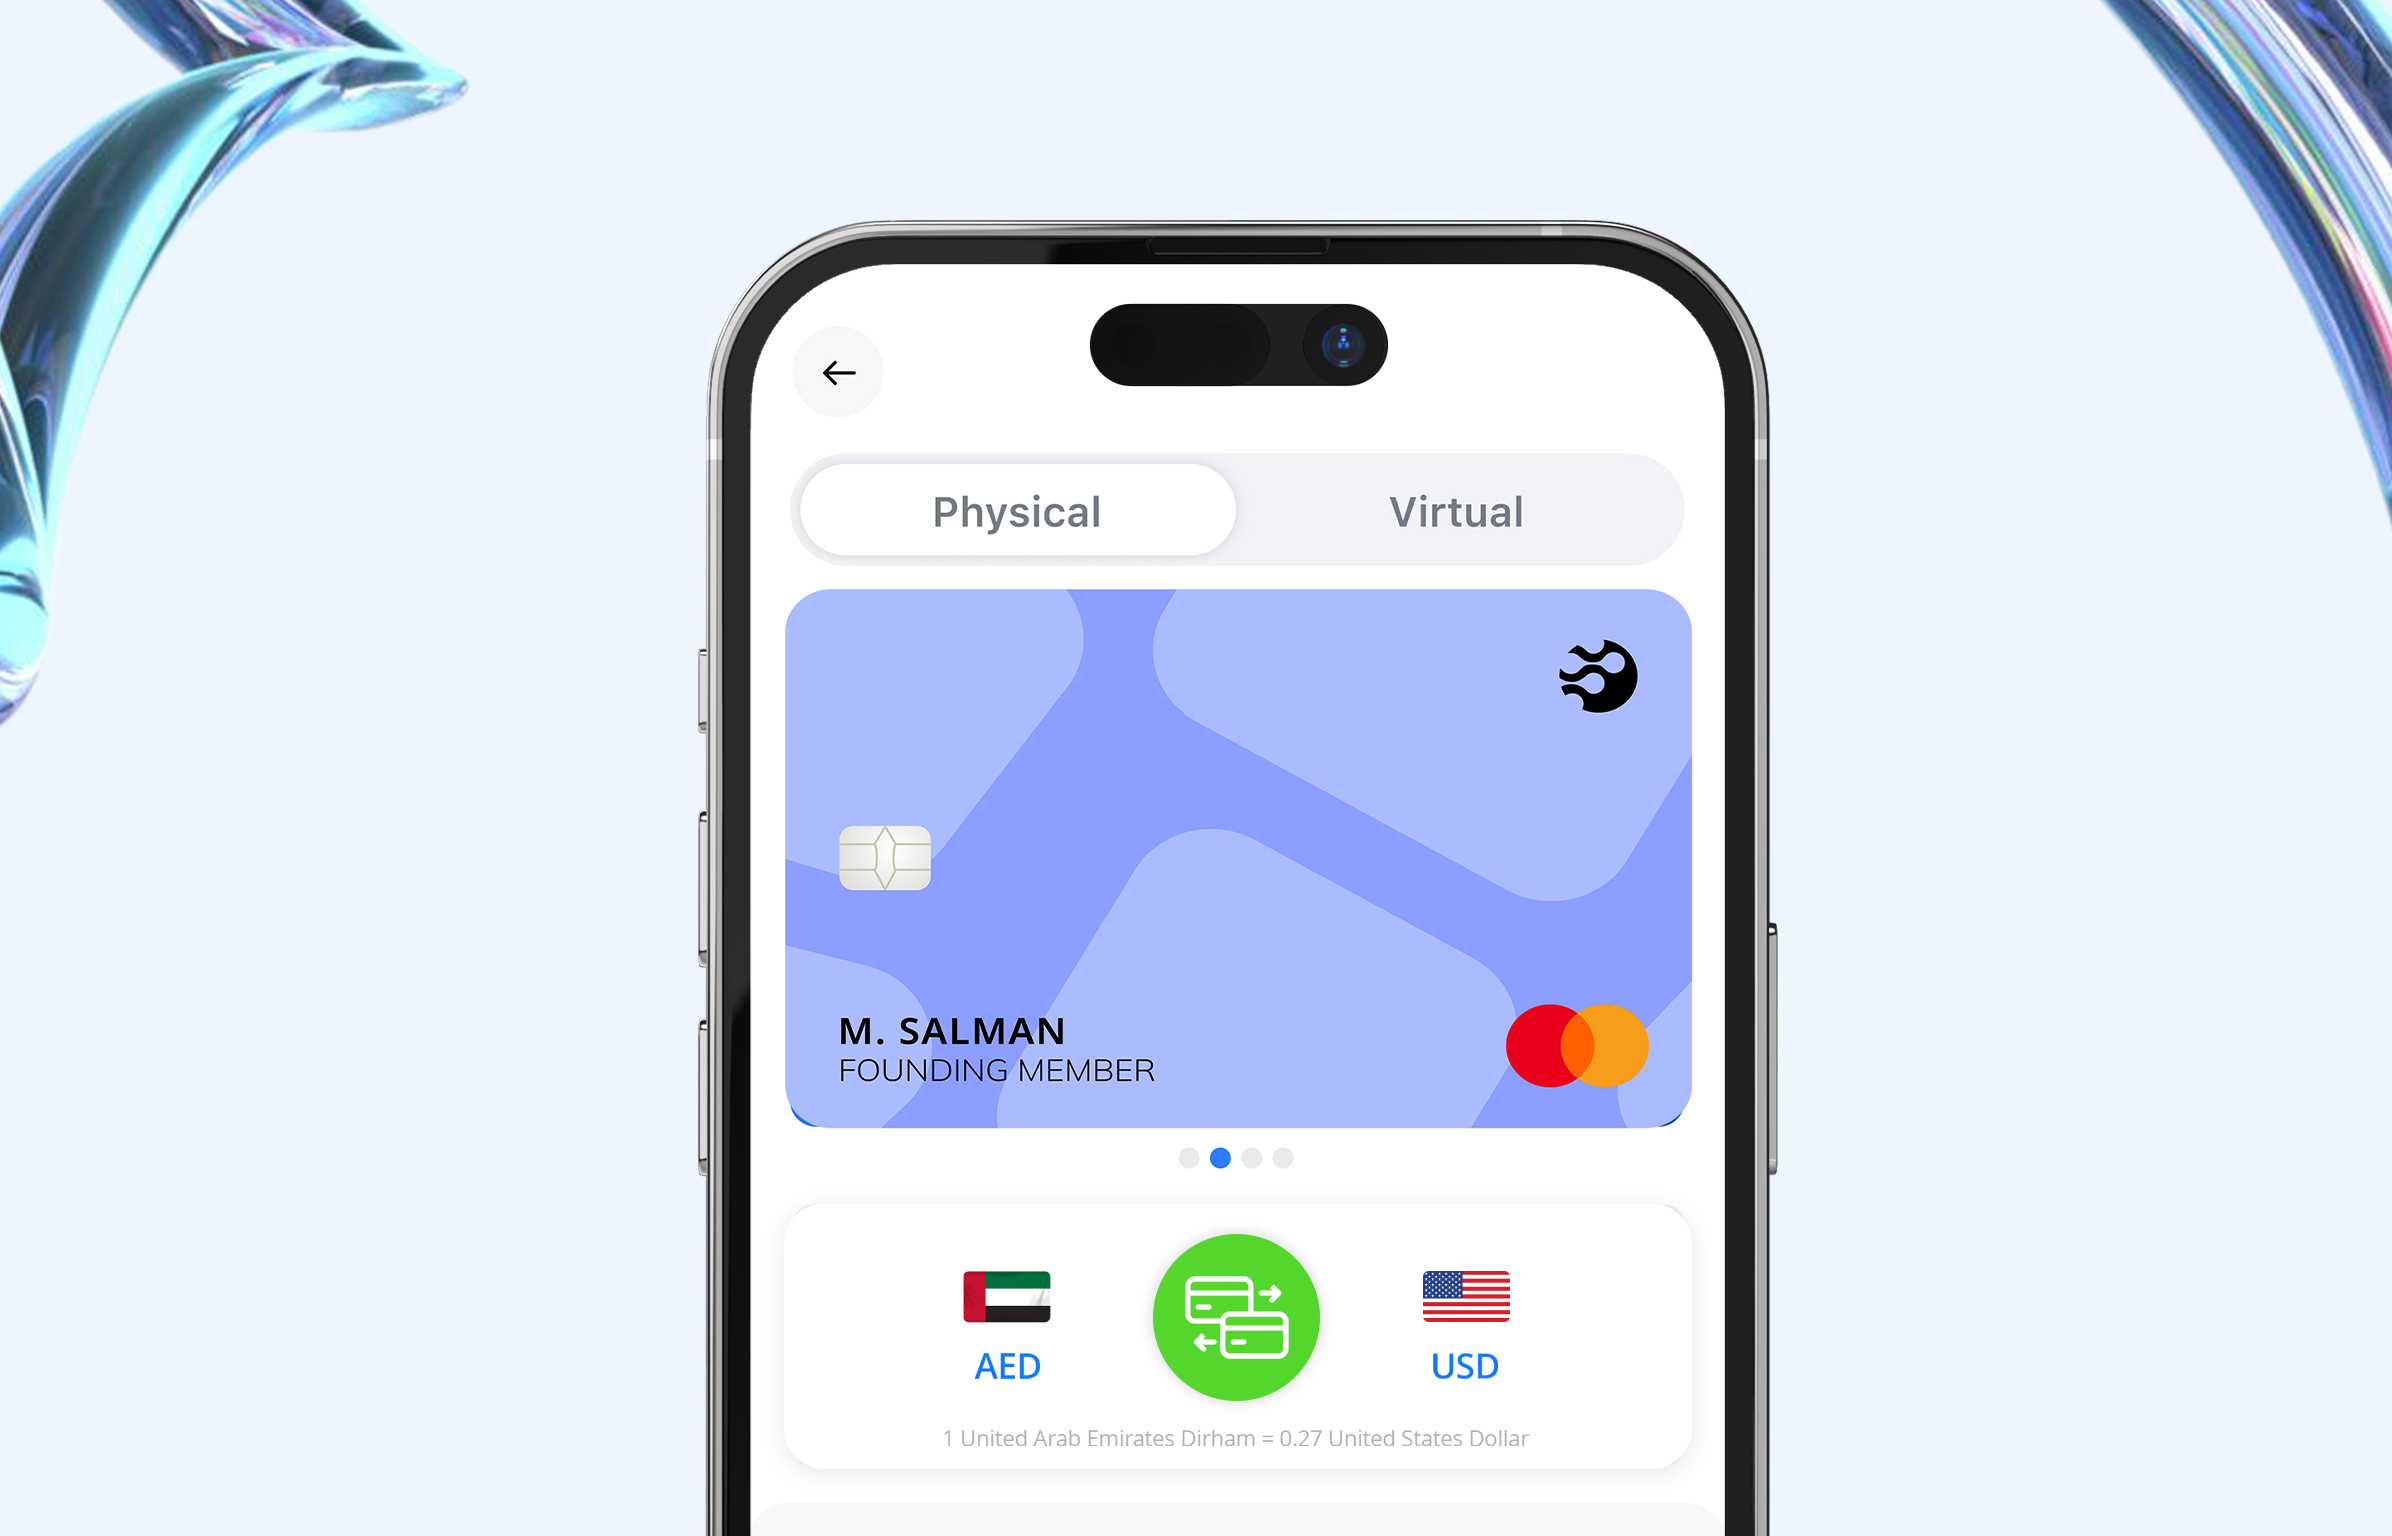 Physical
Virtual
M. SALMAN
FOUNDING MEMBER
AED
USD
1 United Arab Emirates Dirham = 0.27 United States Dollar